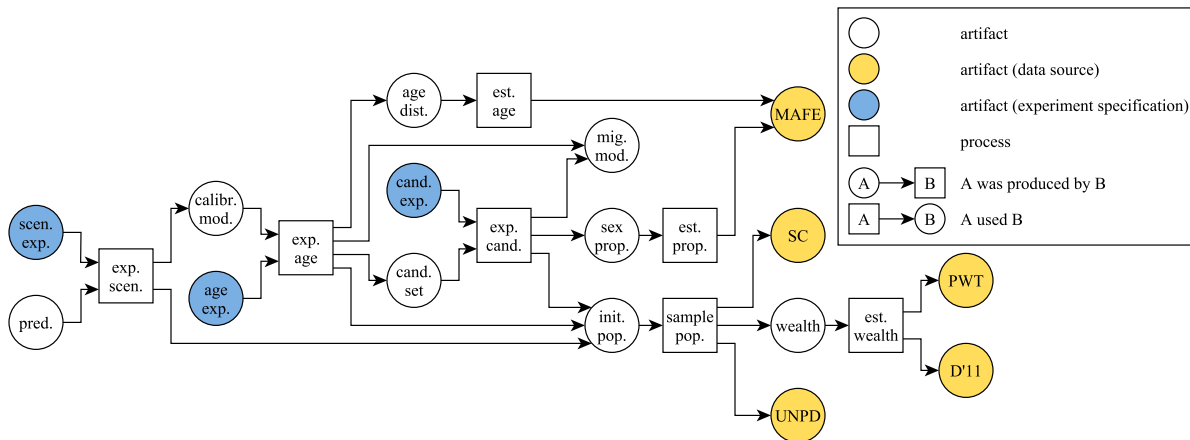 scen.
exp.
pred.
exp.
scen.
calibr.
mod.
age
exp.
exp.
age
age
dist.
est.
age
cand.
exp.
cand.
set
exp.
cand.
mig.
mod.
sex
prop.
est.
prop.
init.
pop.
sample
pop.
MAFE
SC
wealth
UNPD
est.
wealth
PWT
D'11
artifact
artifact (data source)
artifact (experiment specification)
process
A B A was produced by B
A B A used B